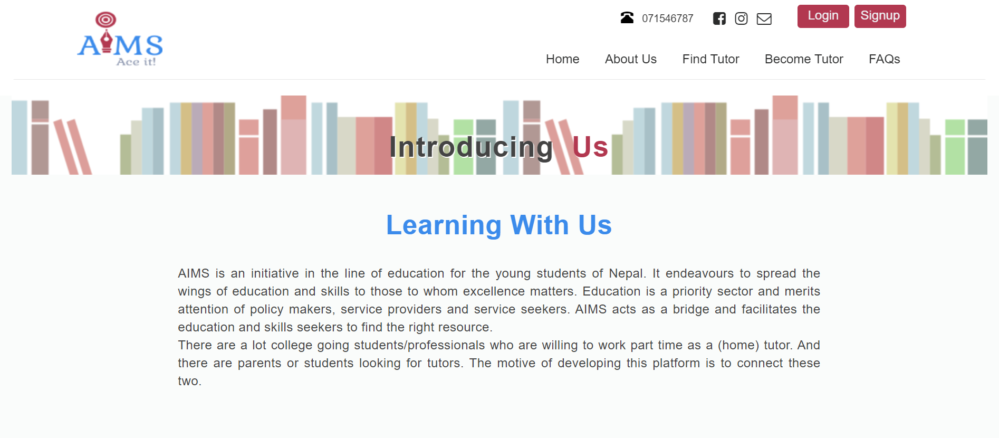 071546787
Login
Signup
AIMS
Ace it!
Home
About Us
Find Tutor
Become Tutor
FAQs
Introducing Us
Learning With Us
AIMS is an initiative in the line of education for the young students of Nepal. It endeavours to spread the
wings of education and skills to those to whom excellence matters. Education is a priority sector and merits
attention of policy makers, service providers and service seekers. AIMS acts as a bridge and facilitates the
education and skills seekers to find the right resource.
There are a lot college going students/professionals who are willing to work part time as a (home) tutor. And
there are parents or students looking for tutors. The motive of developing this platform is to connect these
two.